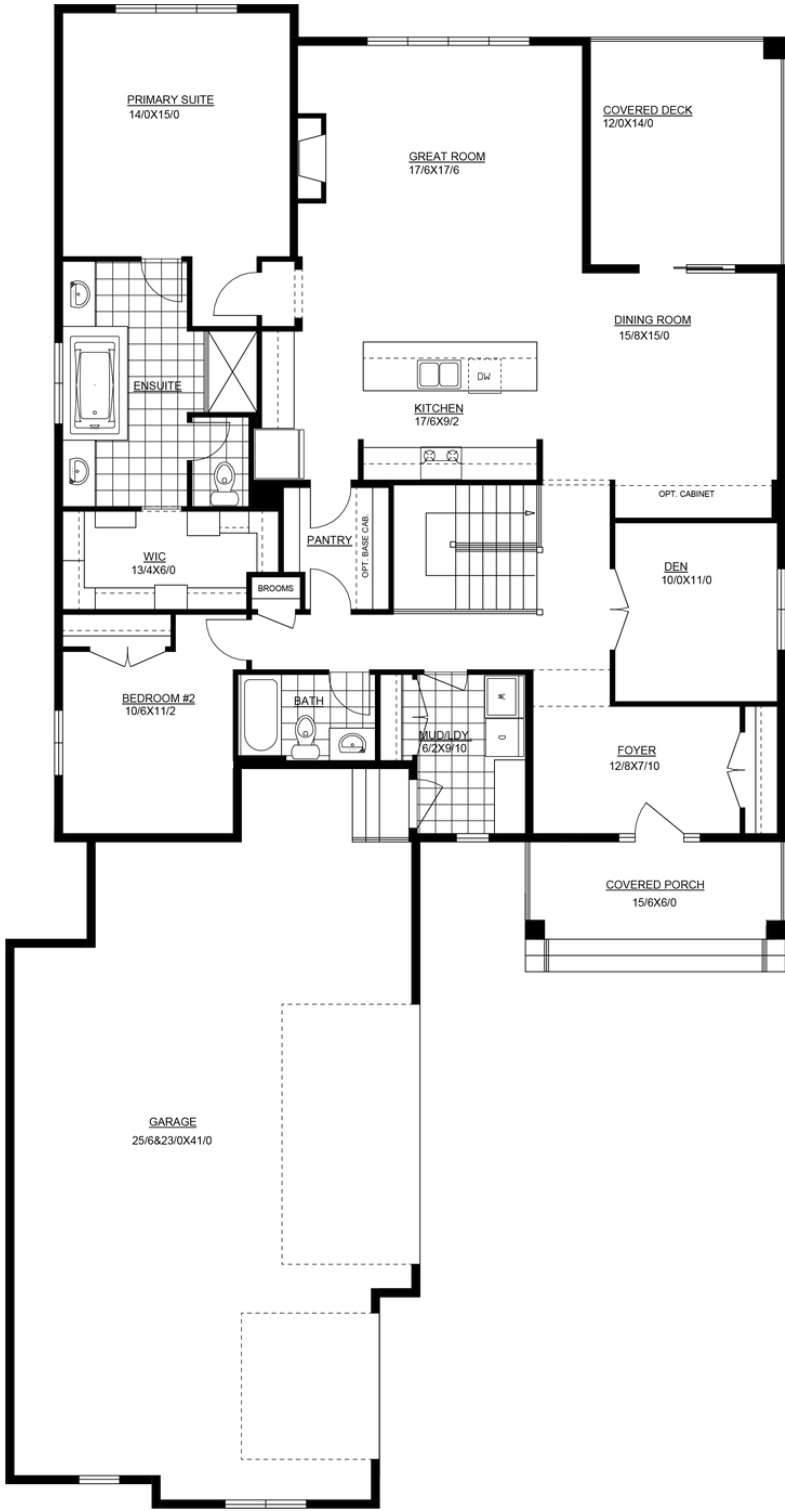 PRIMARY SUITE
14/0X15/0
GREAT ROOM
17/6X17/6
COVERED DECK
12/0X14/0
DINING ROOM
15/8X15/0
ENSUITE
DW
KITCHEN
17/6X9/2
OPT. CABINET
PANTRY
OPT. BASE CAB.
WIC
13/4X6/0
BROOMS
DEN
10/0X11/0
BEDROOM #2
10/6X11/2
BATH
W
D
MUD/LDY.
6/2X9/10
FOYER
12/8X7/10
COVERED PORCH
15/6X6/0
GARAGE
25/6&23/0X41/0